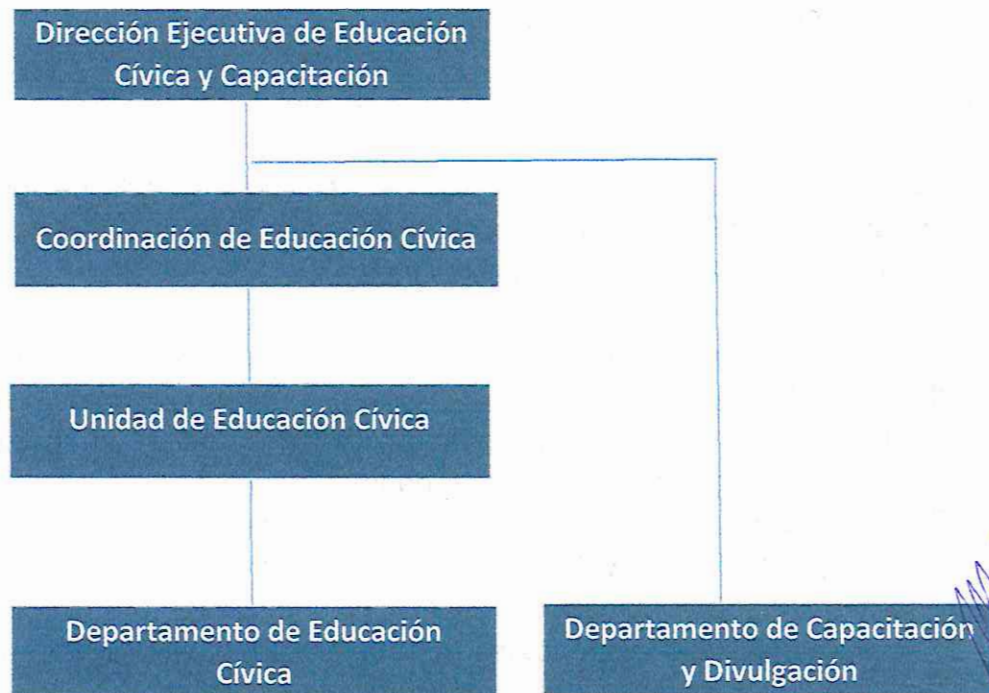 Dirección Ejecutiva de Educación
Cívica y Capacitación
Coordinación de Educación Cívica
Unidad de Educación Cívica
Departamento de Educación
Cívica
Departamento de Capacitación
y Divulgación